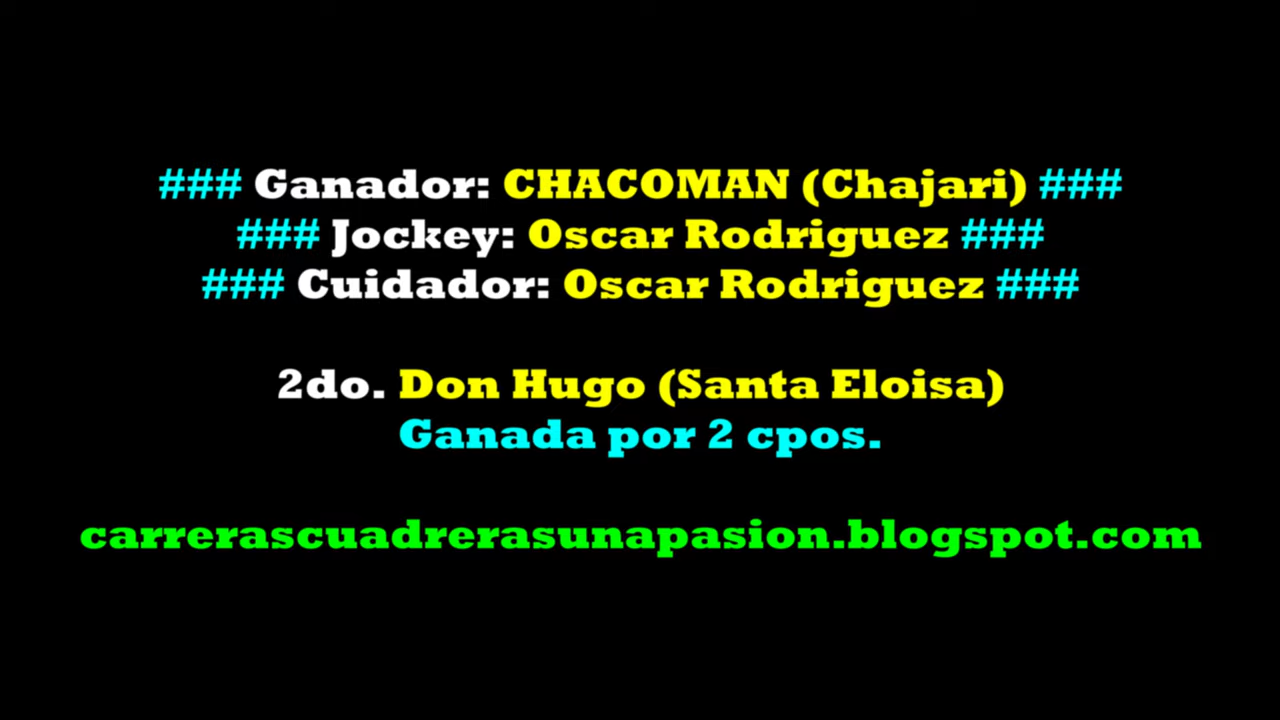 ### Ganador: CHACOMAN (Chajari) ###
### Jockey: Oscar Rodriguez ###
### Cuidador: Oscar Rodriguez ###
2do. Don Hugo (Santa Eloisa)
Ganada por 2 cpos.
carrerascuadrerasunapasion.blogspot.com